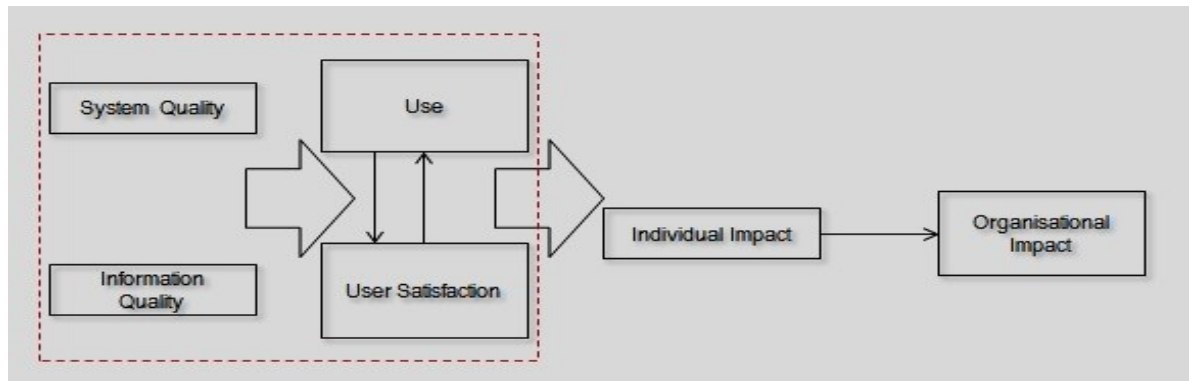 System Quality
Use
Information
Quality
User Satisfaction
Individual Impact
Organisational
Impact